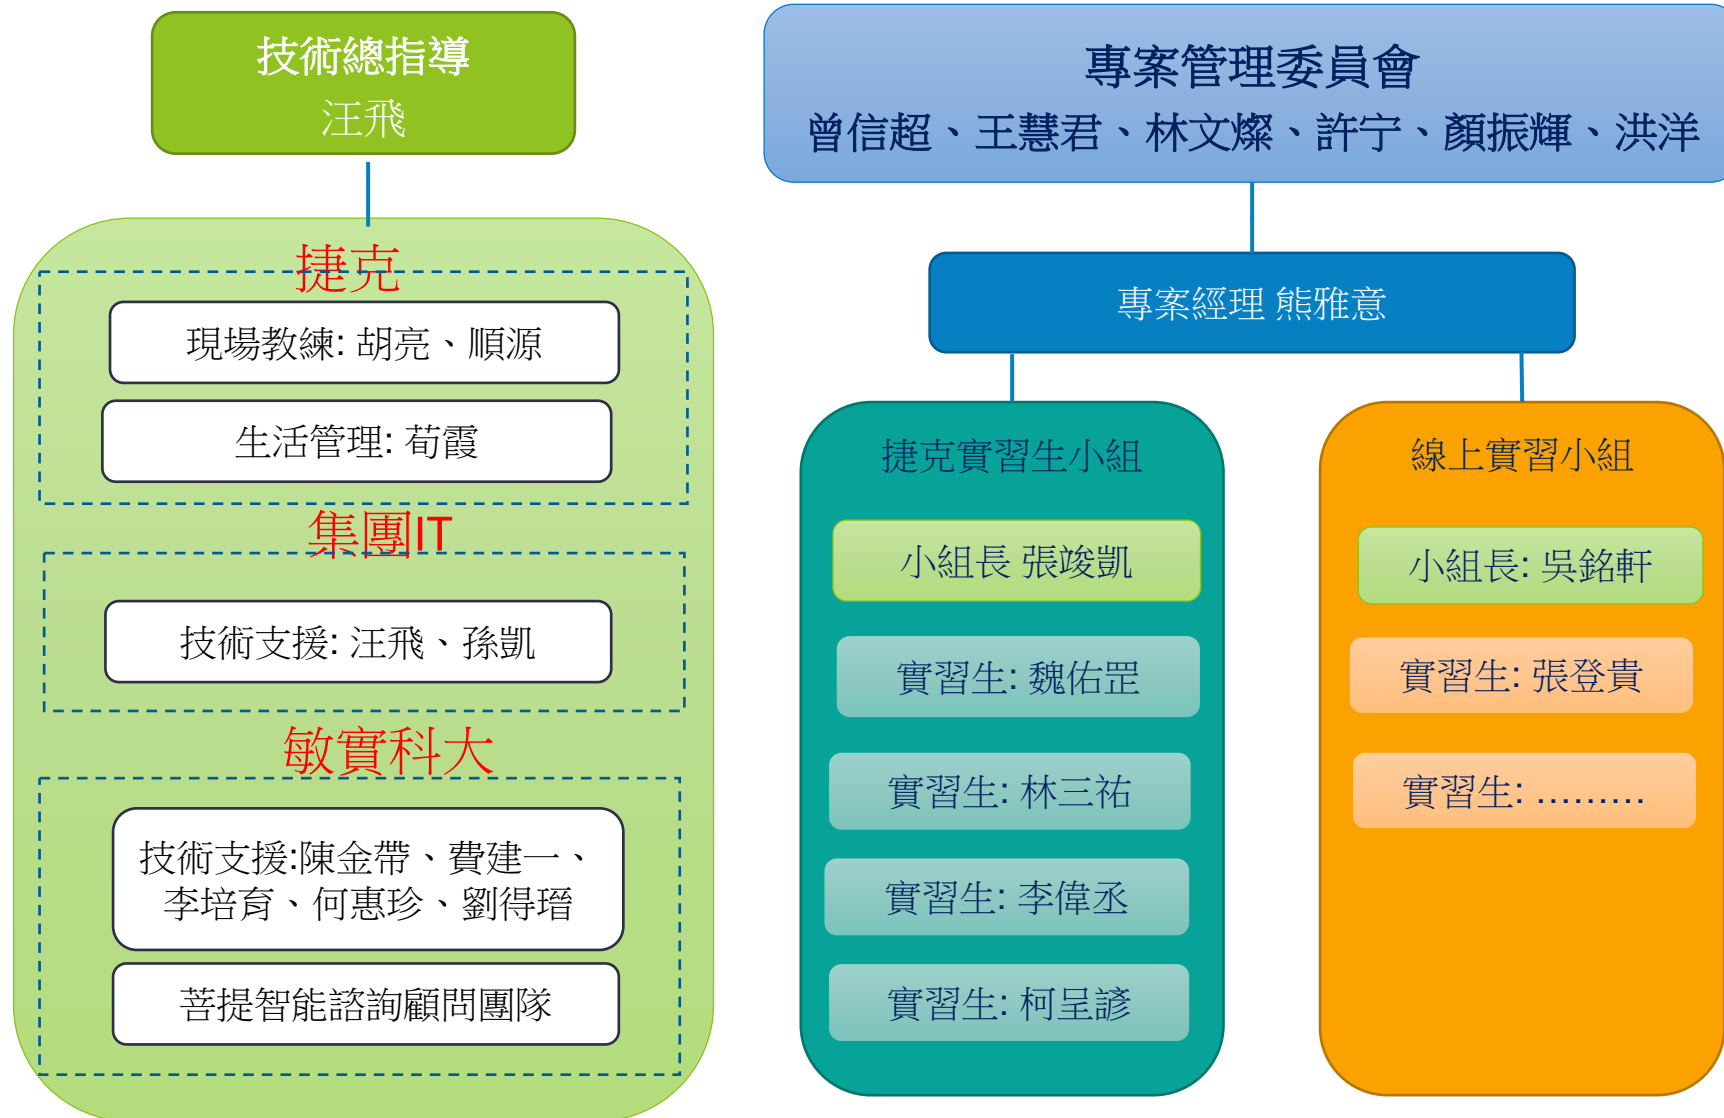 技術總指導
汪飛
捷克
現場教練: 胡亮、順源
生活管理: 荀霞
集團IT
技術支援: 汪飛、孫凱
敏實科大
技術支援:陳金帶、費建一、
李培育、何惠珍、劉得瑨
菩提智能諮詢顧問團隊
專案管理委員會
曾信超、王慧君、林文燦、許宁、顏振輝、洪洋
專案經理 熊雅意
捷克實習生小組
小組長 張竣凱
實習生: 魏佑罡
實習生: 林三祐
實習生: 李偉丞
實習生: 柯呈諺
線上實習小組
小組長: 吳銘軒
實習生: 張登貴
實習生: ………